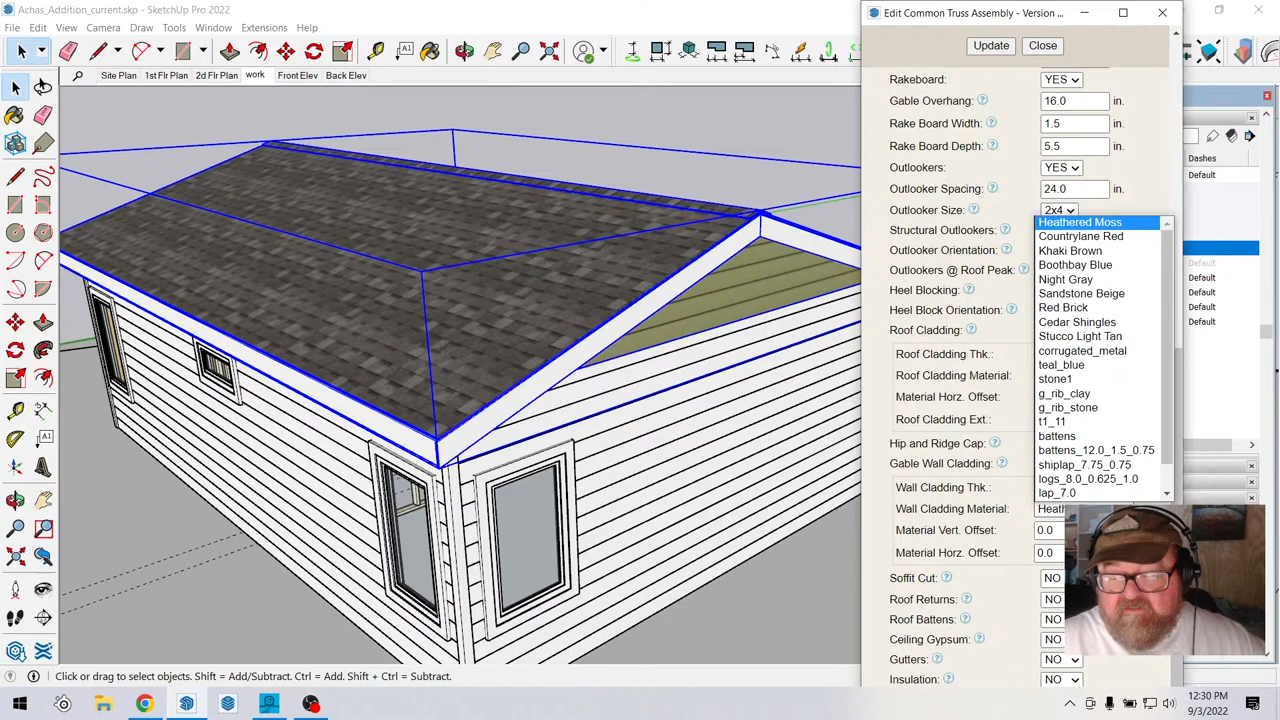 Achas_Addition_current.skp - SketchUp Pro 2022
File Edit View Camera Draw Tools Window Extensions Help
Site Plan 1st Flr Plan 2d Flr Plan work Front Elev Back Elev
Edit Common Truss Assembly - Version ...
Update Close
Rakeboard: YES
Gable Overhang: ? 16.0 in.
Rake Board Width: ? 1.5 in.
Rake Board Depth: ? 5.5 in.
Outlookers: ? YES
Outlooker Spacing: ? 24.0 in.
Outlooker Size: ? 2x4
Structural Outlookers: ?
Outlooker Orientation: ?
Outlookers @ Roof Peak: ?
Heel Blocking: ?
Heel Block Orientation: ?
Roof Cladding: ?
Roof Cladding Thk.:
Roof Cladding Material:
Material Horz. Offset:
Roof Cladding Ext.:
Hip and Ridge Cap: ?
Gable Wall Cladding: ?
Wall Cladding Thk.:
Wall Cladding Material: Heath
Material Vert. Offset: 0.0
Material Horz. Offset: 0.0
Soffit Cut: ? NO
Roof Returns: ? NO
Roof Battens: ? NO
Ceiling Gypsum: ? NO
Gutters: ? NO
Insulation: ? NO
Heathered Moss
Countrylane Red
Khaki Brown
Boothbay Blue
Night Gray
Sandstone Beige
Red Brick
Cedar Shingles
Stucco Light Tan
corrugated_metal
teal_blue
stone1
g_rib_clay
g_rib_stone
t1_11
battens
battens_12.0_1.5_0.75
shiplap_7.75_0.75
logs_8.0_0.625_1.0
lap_7.0
Dashes
Default
Default
Default
Default
Default
Default
Click or drag to select objects. Shift = Add/Subtract. Ctrl = Add. Shift + Ctrl = Subtract.
12:30 PM
9/3/2022